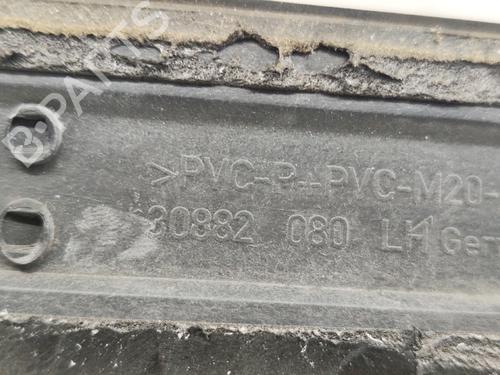 B-PARTS
>PVC-P--PVC-M20-
30882 080 LH Ger